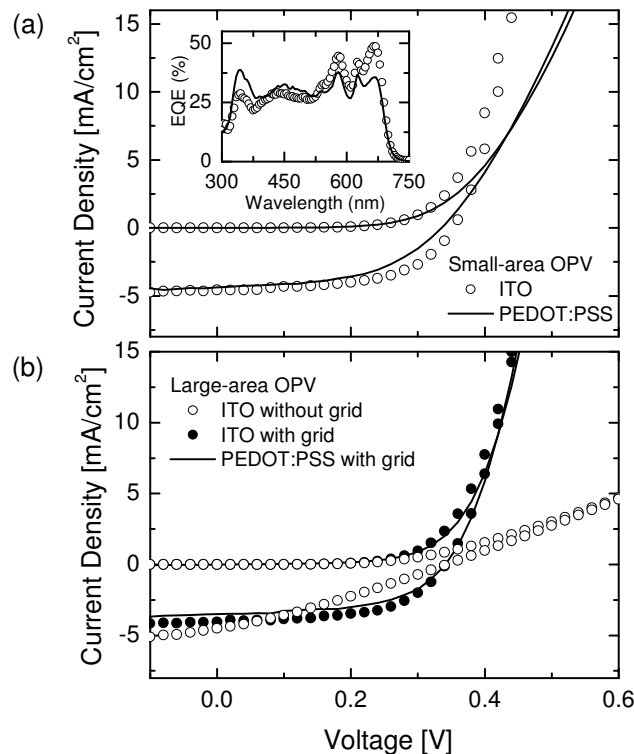 (a)
Current Density [mA/cm²]
15
10
5
0
-5
EQE (%)
50
25
0
300 450 600 750
Wavelength (nm)
Small-area OPV
ITO
PEDOT:PSS
(b)
Current Density [mA/cm²]
15
10
5
0
-5
Large-area OPV
ITO without grid
ITO with grid
PEDOT:PSS with grid
0.0 0.2 0.4 0.6
Voltage [V]